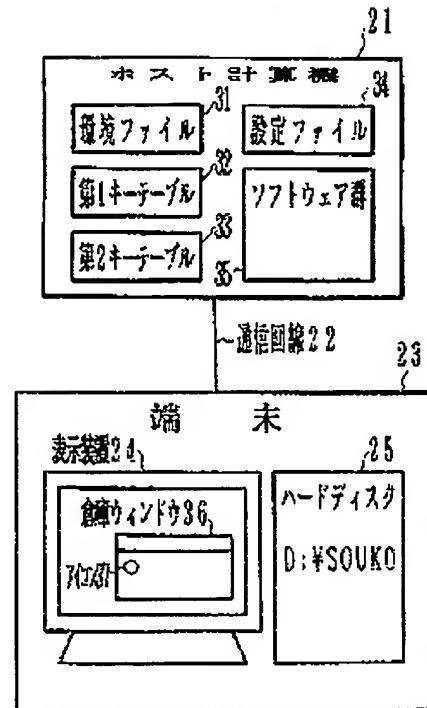 21
ホスト計算機
31
環境ファイル
34
設定ファイル
32
第1キーテーブル
ソフトウェア群
33
第2キーテーブル
35
通信回線22
23
端末
表示装置24
25
倉庫ウィンドウ36
アイコン37
ハードディスク
D:¥SOUKO